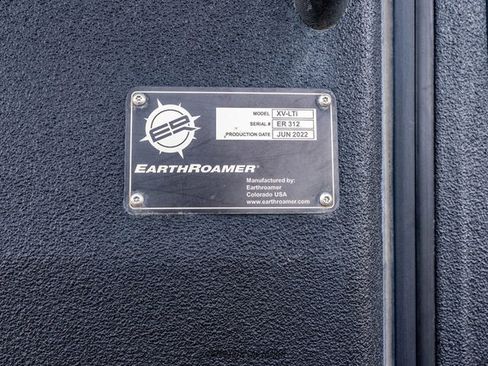 ER
MODEL XV-LTi
SERIAL # ER 312
PRODUCTION DATE JUN 2022
EARTHROAMER®
Manufactured by:
Earthroamer
Colorado USA
www.earthroamer.com